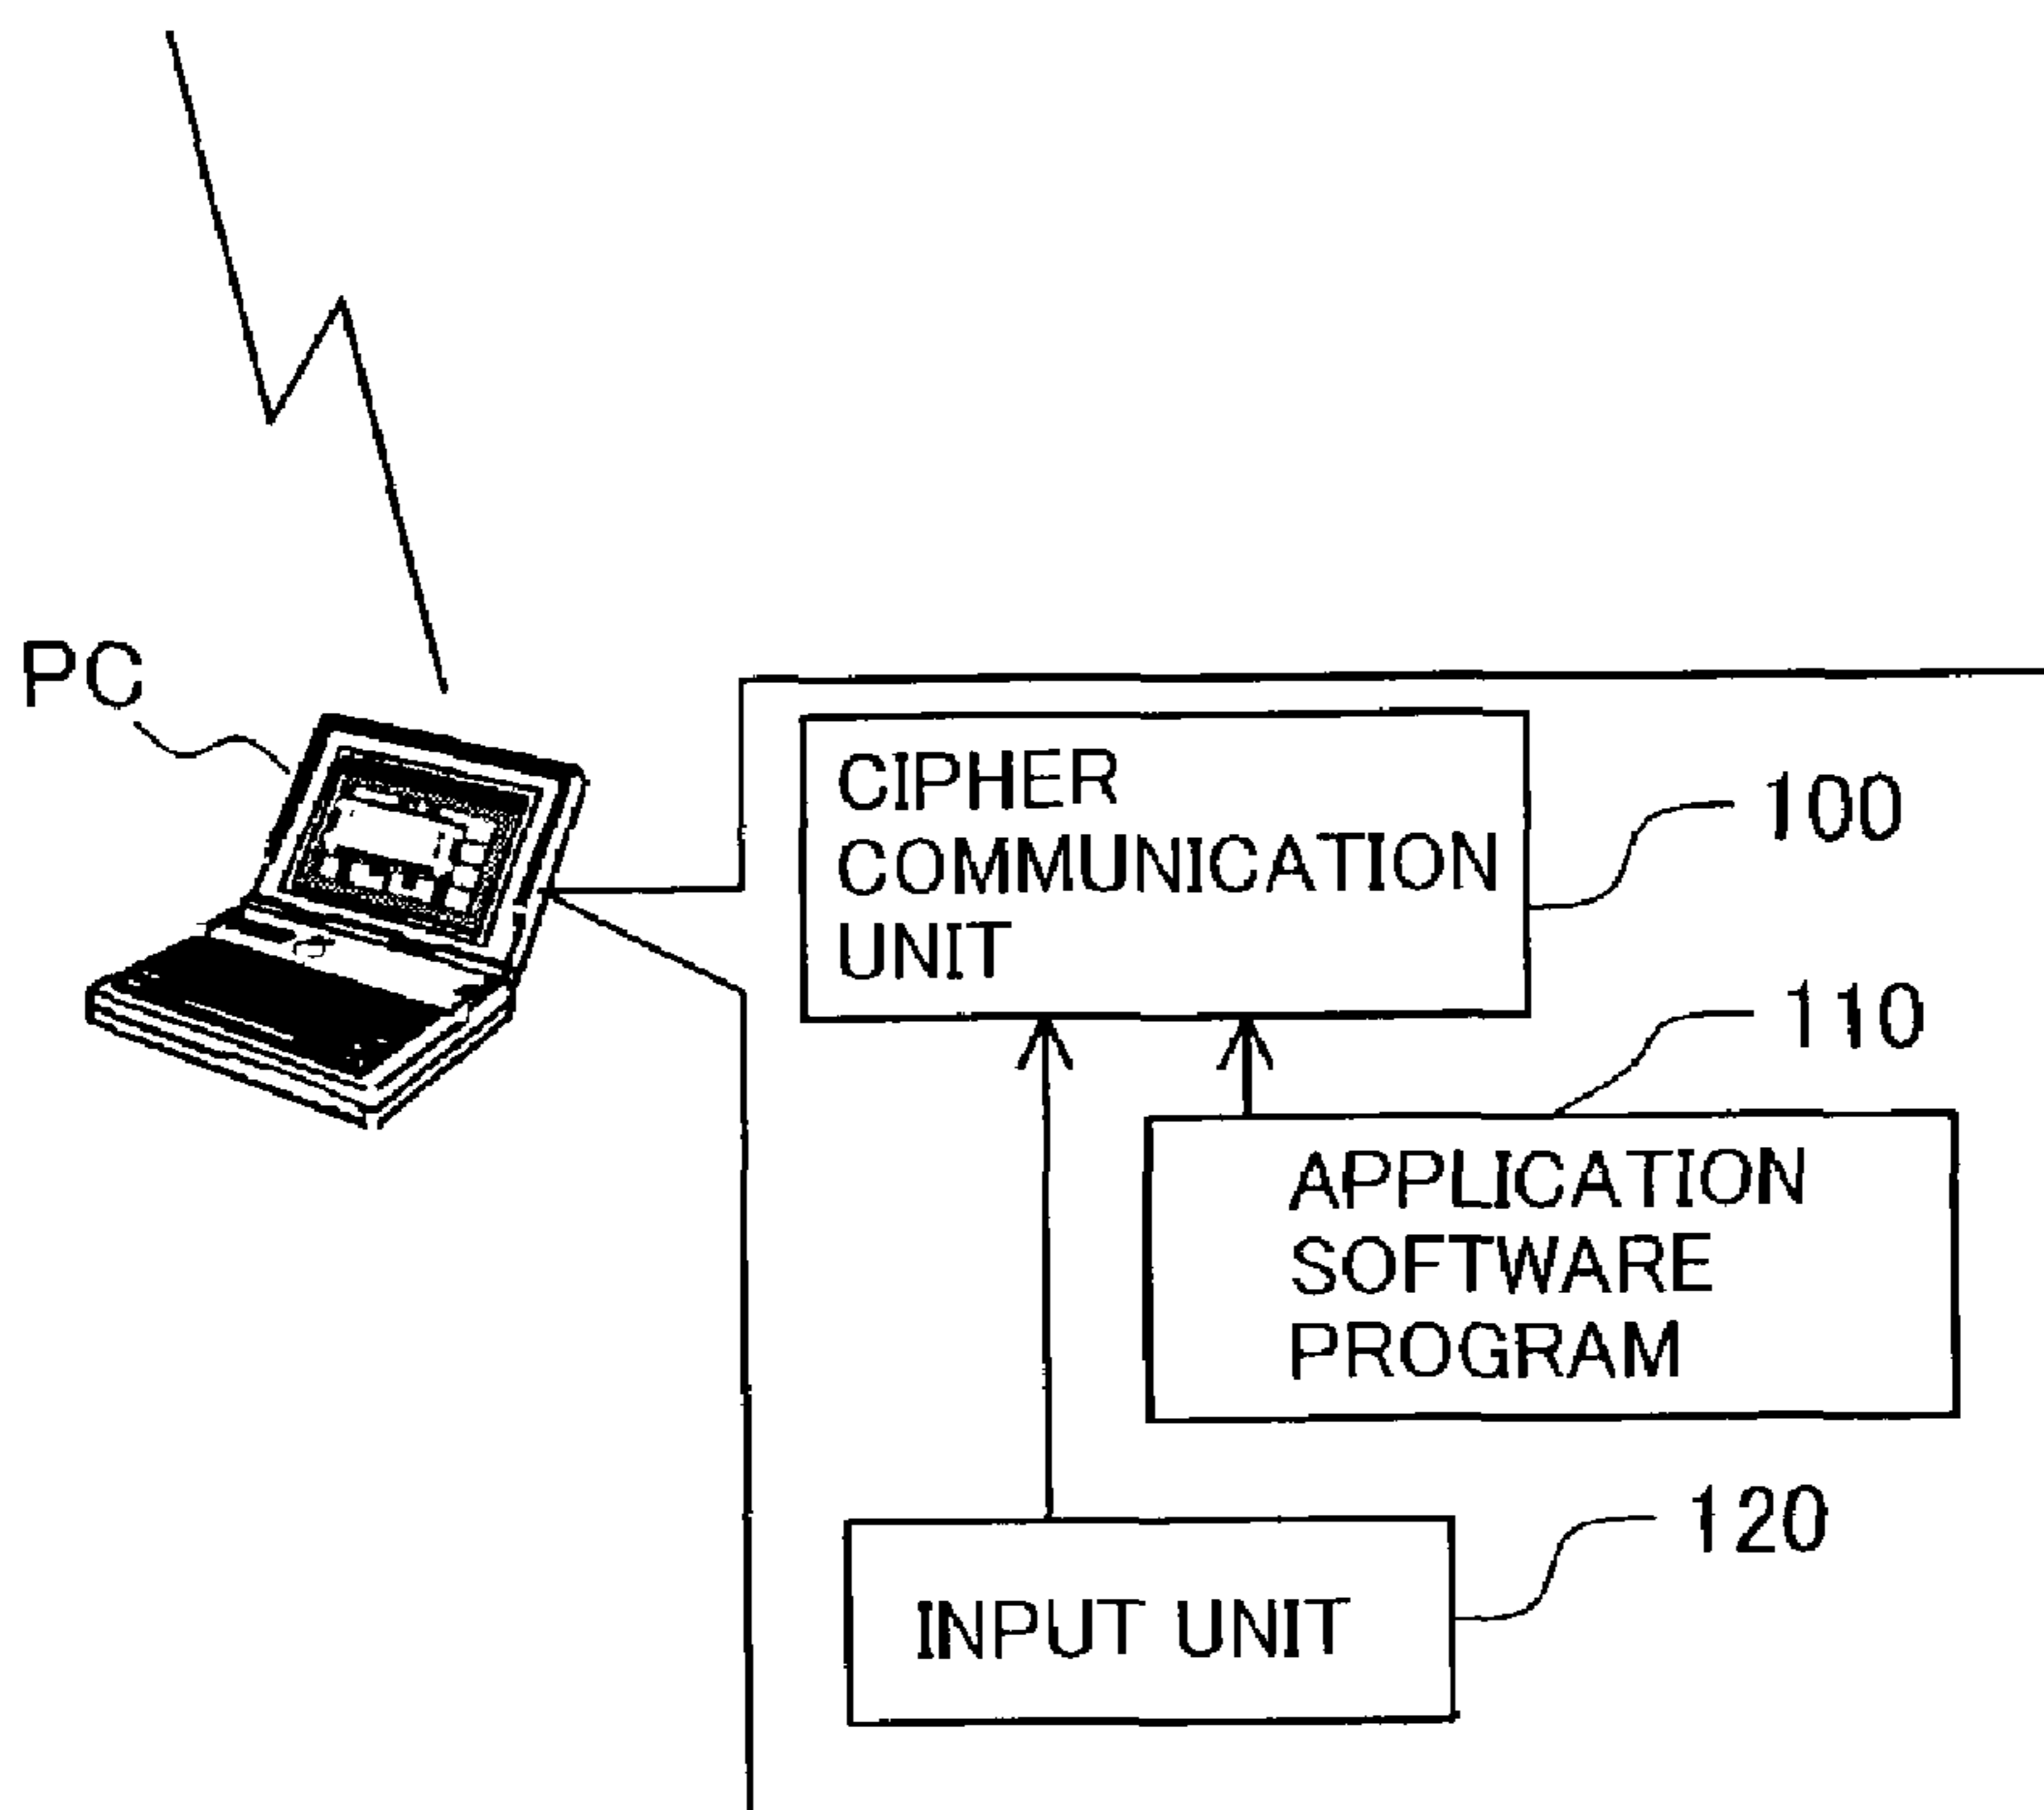 PC
CIPHER
COMMUNICATION
UNIT
100
110
APPLICATION
SOFTWARE
PROGRAM
120
INPUT UNIT